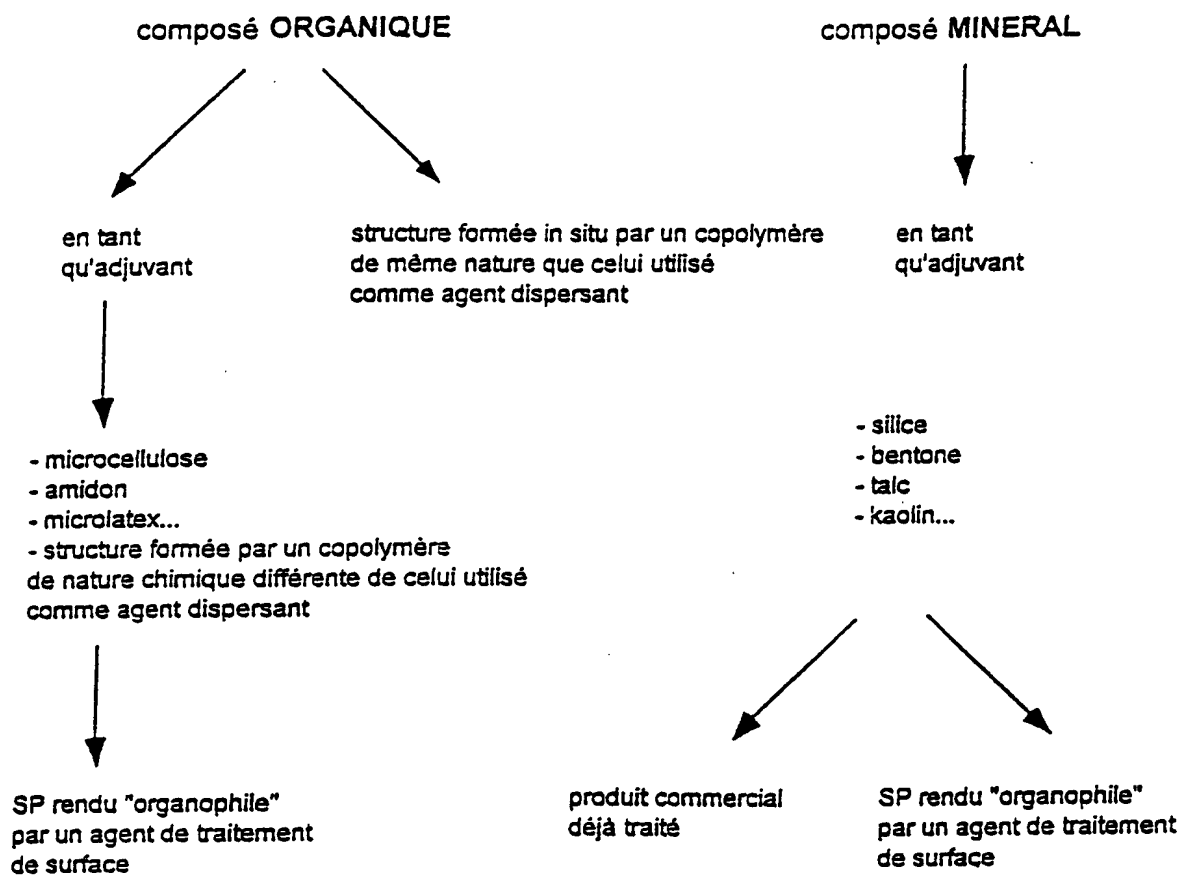 composé ORGANIQUE
composé MINERAL
en tant
qu'adjuvant
structure formée in situ par un copolymère
de même nature que celui utilisé
comme agent dispersant
en tant
qu'adjuvant
- microcellulose
- amidon
- microlatex...
- structure formée par un copolymère
de nature chimique différente de celui utilisé
comme agent dispersant
- silice
- bentone
- talc
- kaolin...
SP rendu "organophile"
par un agent de traitement
de surface
produit commercial
déjà traité
SP rendu "organophile"
par un agent de traitement
de surface